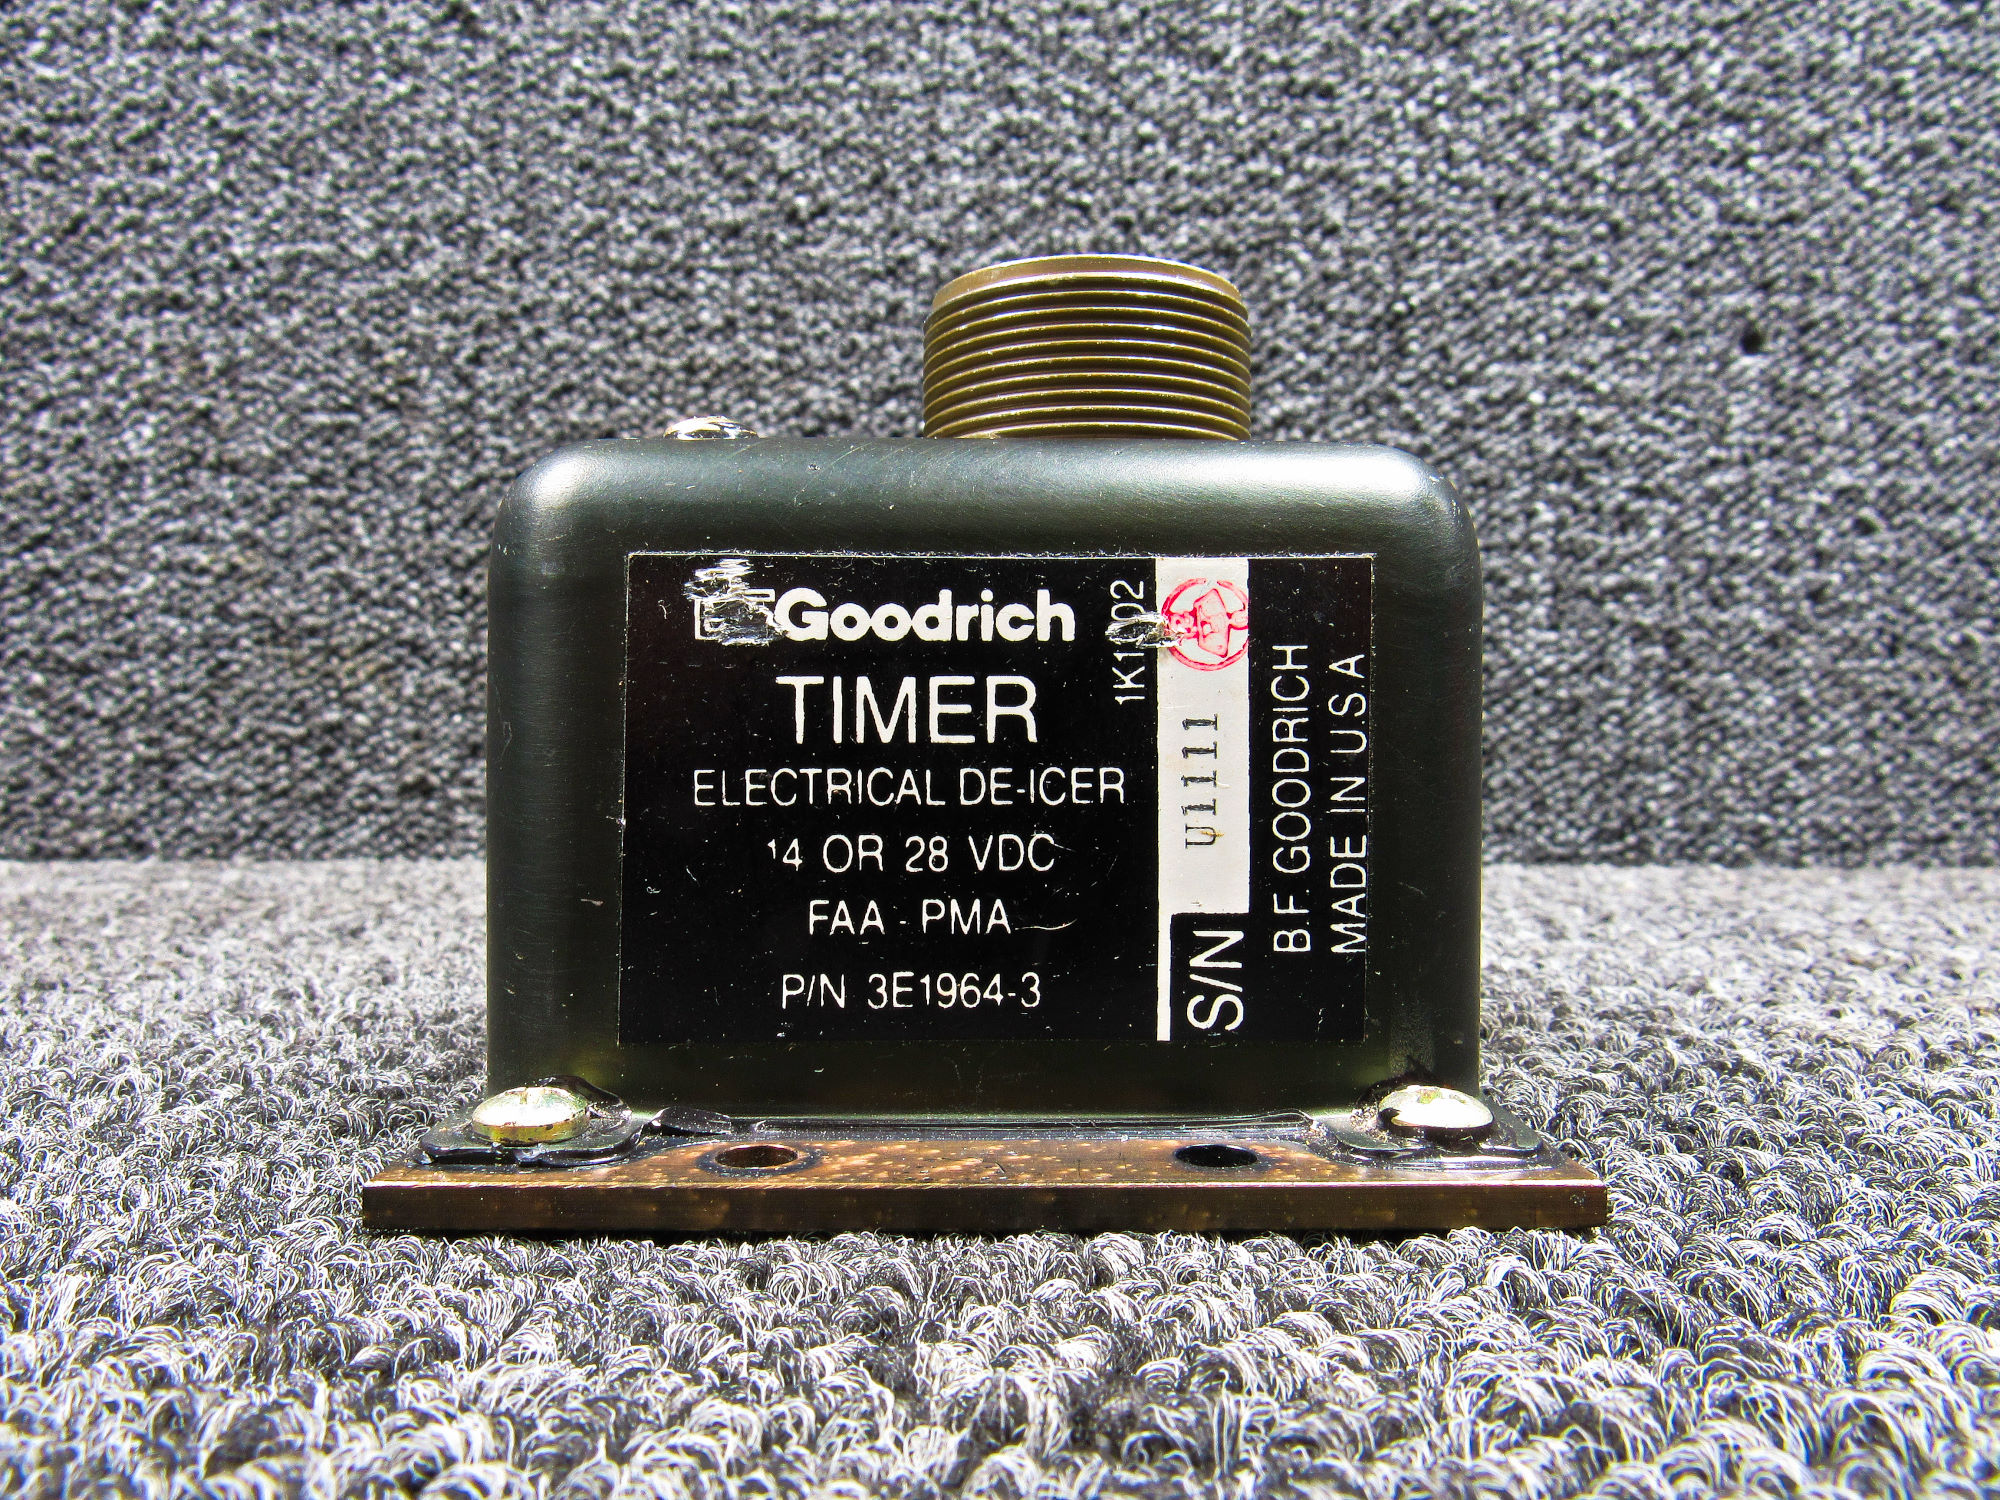 Goodrich
TIMER
ELECTRICAL DE-ICER
14 OR 28 VDC
FAA - PMA
P/N 3E1964-3
S/N U1111
B.F. GOODRICH
MADE IN U.S.A